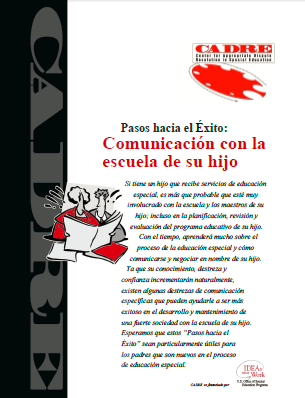 CADRE
CADRE
Center for Appropriate Dispute
Resolution in Special Education
Pasos hacia el Éxito:
Comunicación con la
escuela de su hijo
Si tiene un hijo que recibe servicios de educación
especial, es más que probable que esté muy
involucrado con la escuela y los maestros de su
hijo; incluso en la planificación, revisión y
evaluación del programa educativo de su hijo.
Con el tiempo, aprenderá mucho sobre el
proceso de la educación especial y cómo
comunicarse y negociar en nombre de su hijo.
Ta que su conocimiento, destreza y
confianza incrementarán naturalmente,
existen algunas destrezas de comunicación
específicas que pueden ayudarle a ser más
exitoso en el desarrollo y mantenimiento de
una fuerte sociedad con la escuela de su hijo.
Esperamos que estos "Pasos hacia el
Éxito" sean particularmente útiles para
los padres que son nuevos en el proceso
de educación especial.
CADRE es financiado por
IDEAs
that
Work
U.S. Office of Special
Education Programs